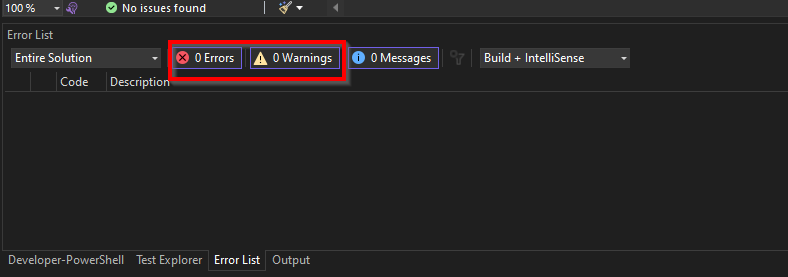 100 % No issues found
Error List
Entire Solution 0 Errors 0 Warnings 0 Messages Build + IntelliSense
Code Description
Developer-PowerShell Test Explorer Error List Output